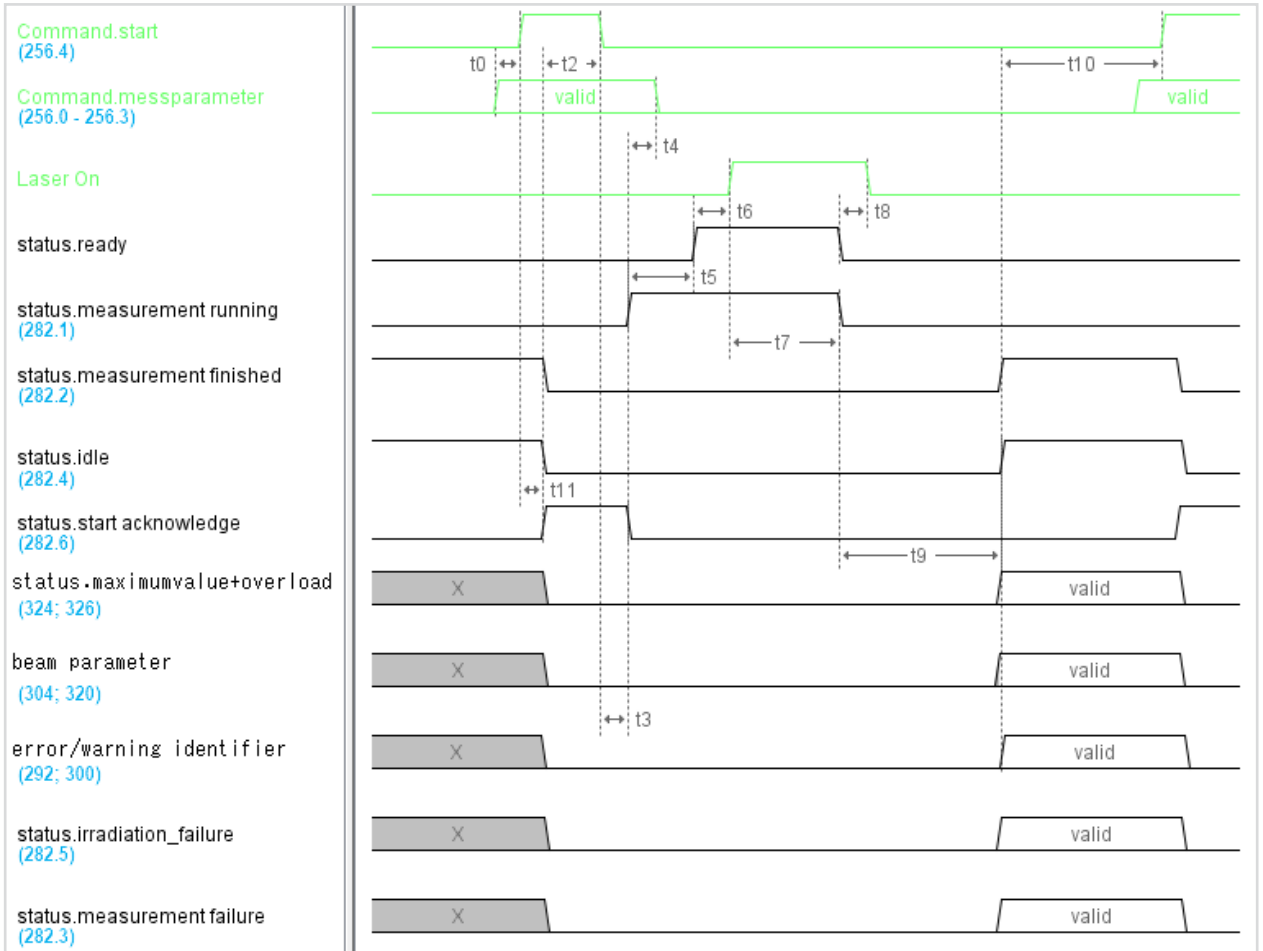 Command.start
(256.4)
t0
t2
t10
Command.messparameter
(256.0 - 256.3)
valid
valid
t4
Laser On
t6
t8
status.ready
t5
status.measurement running
(282.1)
t7
status.measurement finished
(282.2)
status.idle
(282.4)
t11
status.start acknowledge
(282.6)
t9
status.maximumvalue+overload
(324; 326)
X
valid
beam parameter
(304; 320)
X
valid
t3
error/warning identifier
(292; 300)
X
valid
status.irradiation_failure
(282.5)
X
valid
status.measurement failure
(282.3)
X
valid